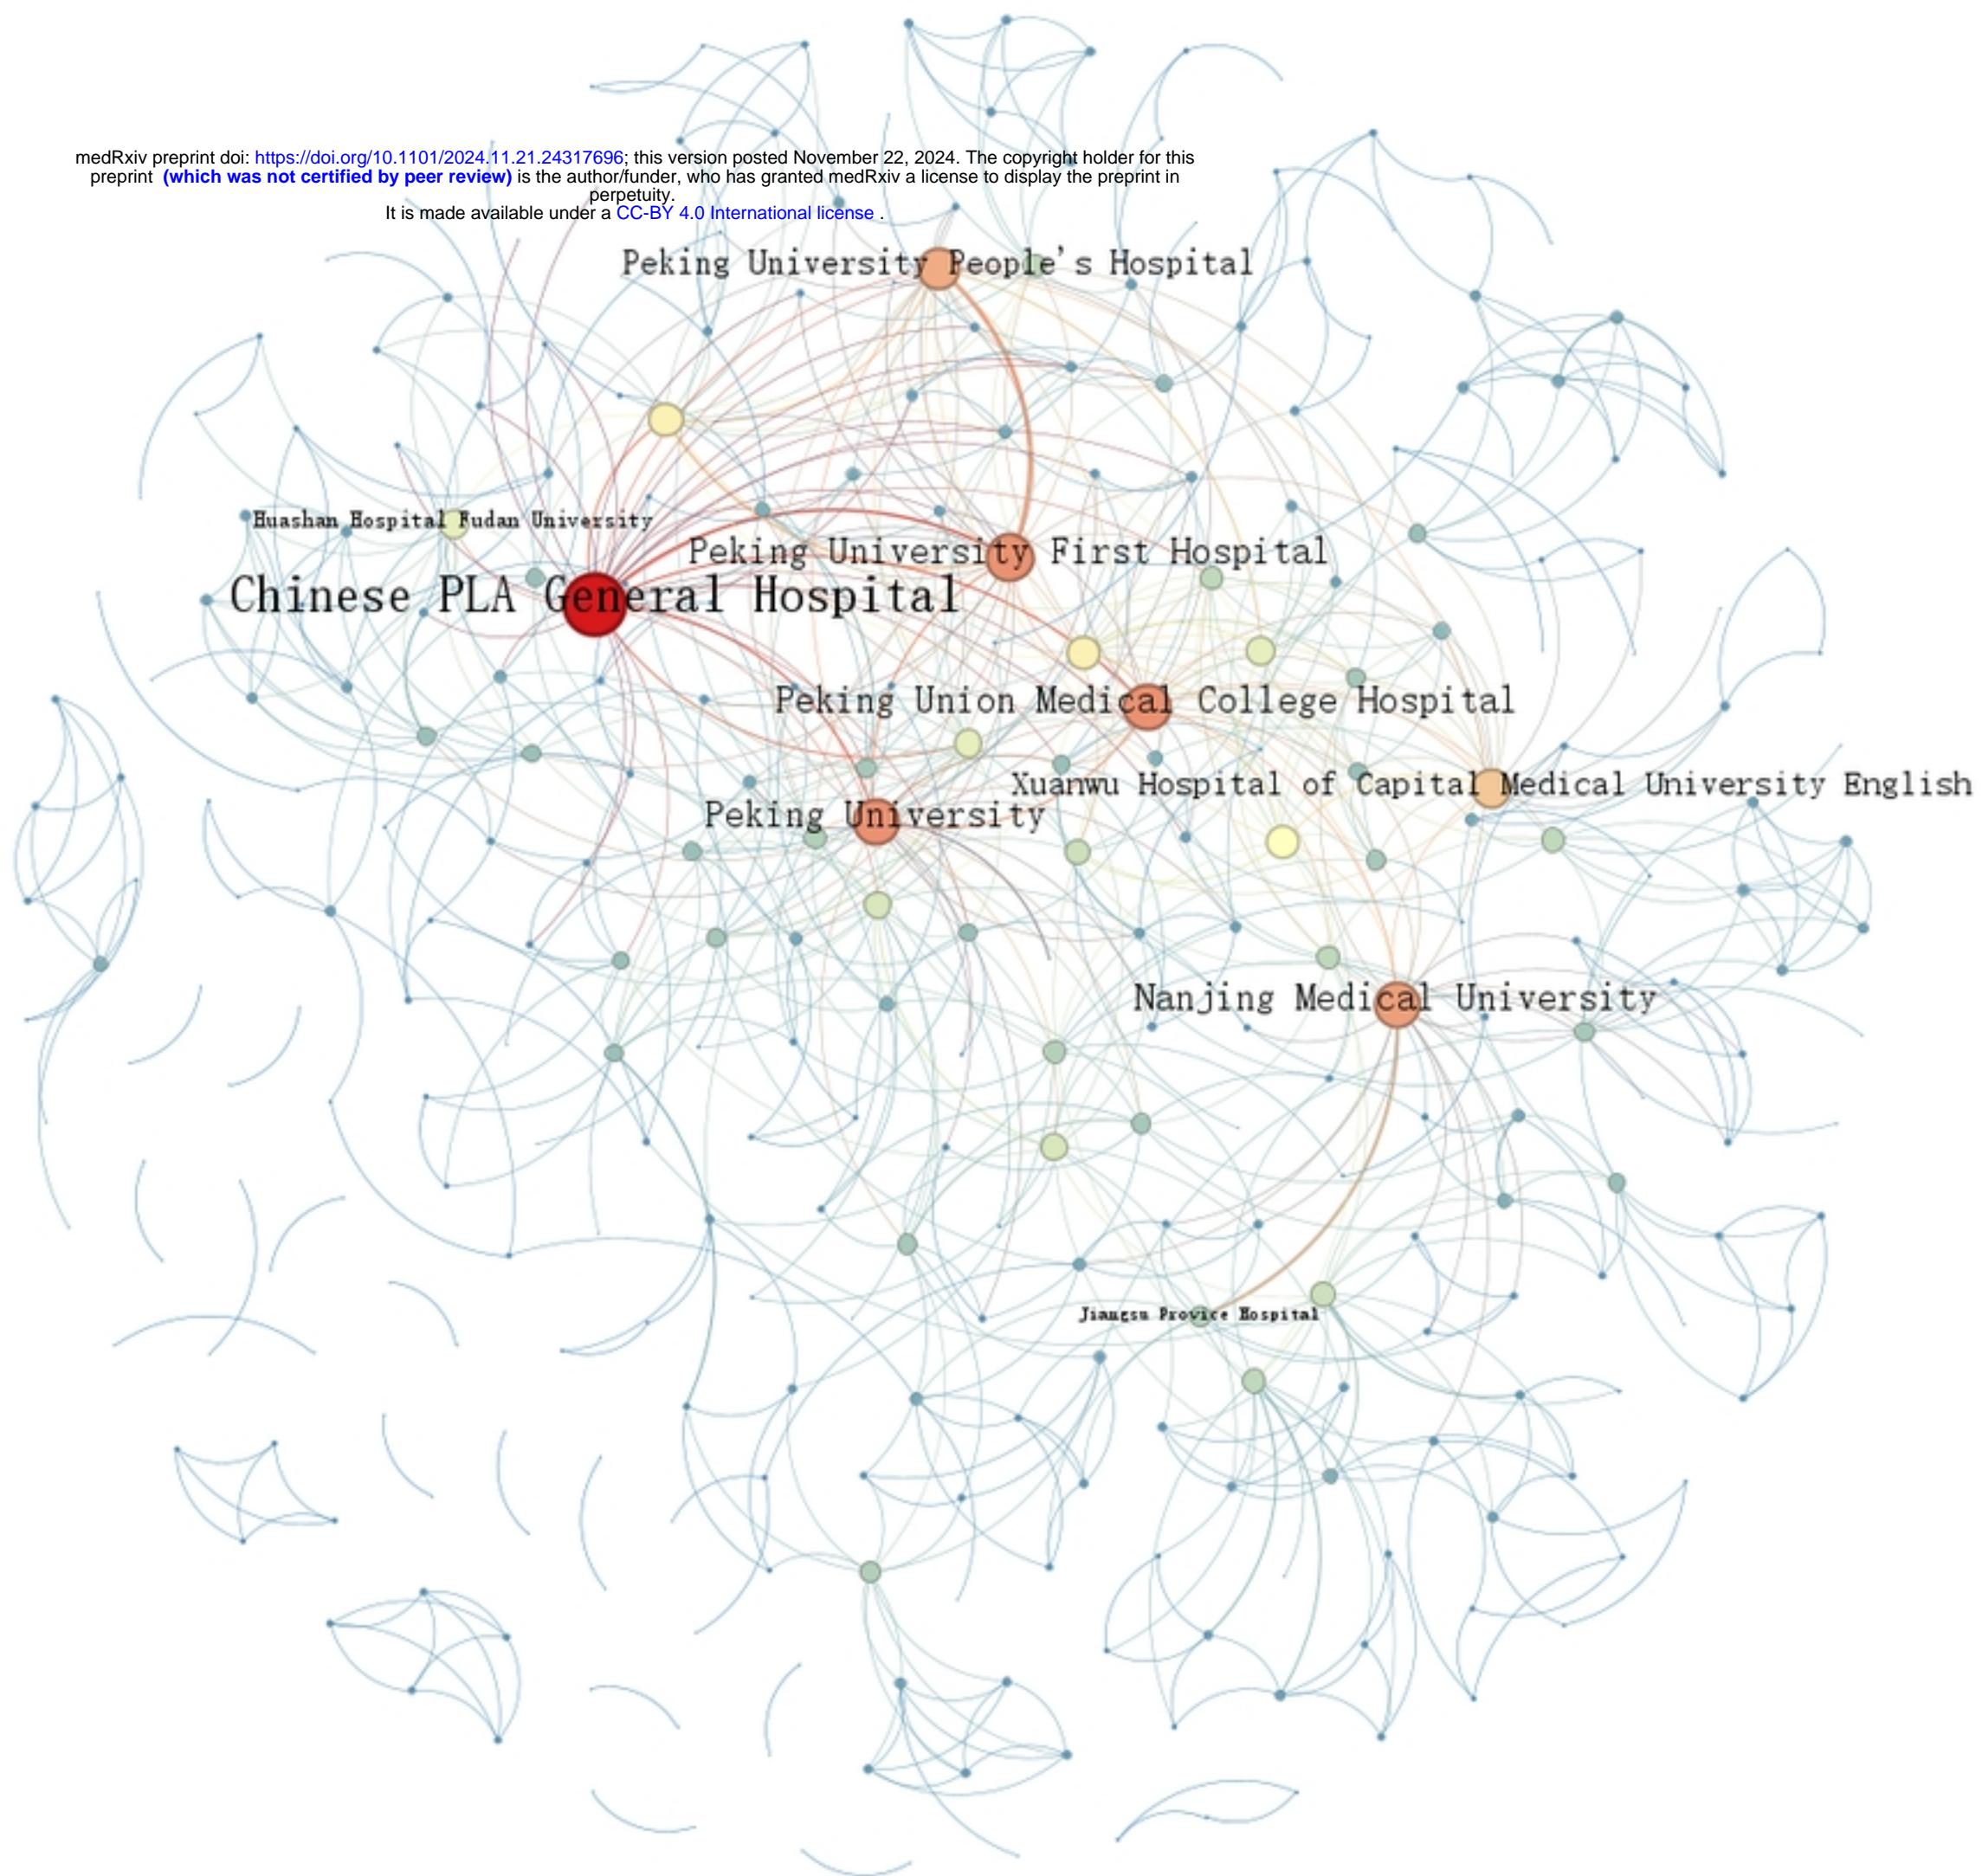 medRxiv preprint doi: https://doi.org/10.1101/2024.11.21.24317696; this version posted November 22, 2024. The copyright holder for this
preprint (which was not certified by peer review) is the author/funder, who has granted medRxiv a license to display the preprint in
perpetuity.
It is made available under a CC-BY 4.0 International license .
Peking University People's Hospital
Huashan Hospital Fudan University
Peking University First Hospital
Chinese PLA General Hospital
Peking Union Medical College Hospital
Xuanwu Hospital of Capital Medical University English
Peking University
Nanjing Medical University
Jiangsu Provice Hospital